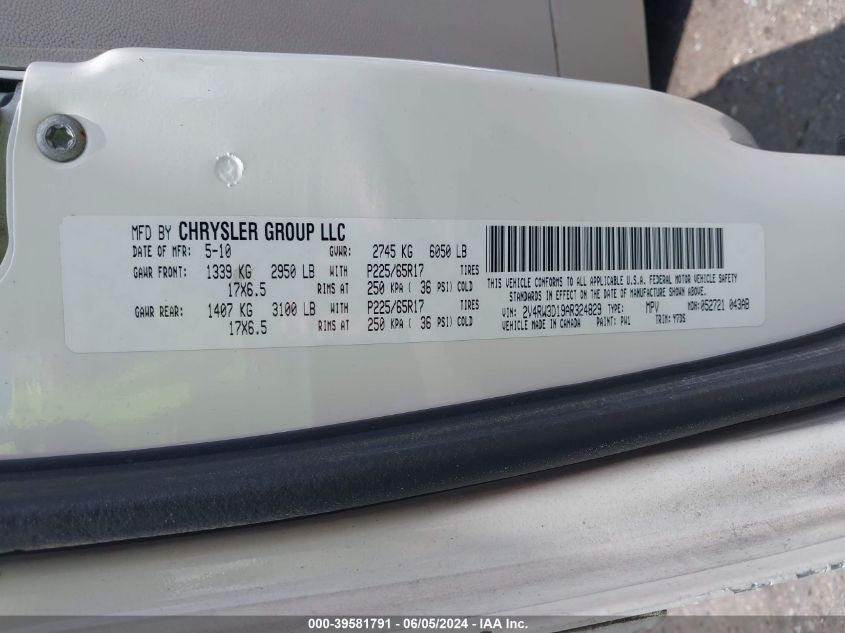 MFD BY CHRYSLER GROUP LLC
DATE OF MFR: 5-10 GVWR: 2745 KG 6050 LB
GAWR FRONT: 1339 KG 2950 LB WITH P225/65R17 TIRES
17X6.5 RIMS AT 250 KPA ( 36 PSI) COLD
GAWR REAR: 1407 KG 3100 LB WITH P225/65R17 TIRES
17X6.5 RIMS AT 250 KPA ( 36 PSI) COLD
THIS VEHICLE CONFORMS TO ALL APPLICABLE U.S.A. FEDERAL MOTOR VEHICLE SAFETY
STANDARDS IN EFFECT ON THE DATE OF MANUFACTURE SHOWN ABOVE.
VIN: 2V4RW3D19AR324829 TYPE: MPV MDH: 052721 043AB
VEHICLE MADE IN CANADA PAINT: PW1 TRIM: Y7DS
000-39581791 - 06/05/2024 - IAA, Inc.